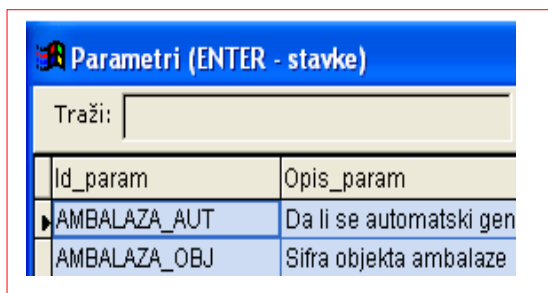 Parametri (ENTER - stavke)
Traži:
Id_param Opis_param
AMBALAZA_AUT Da li se automatski gen
AMBALAZA_OBJ Sifra objekta ambalaze